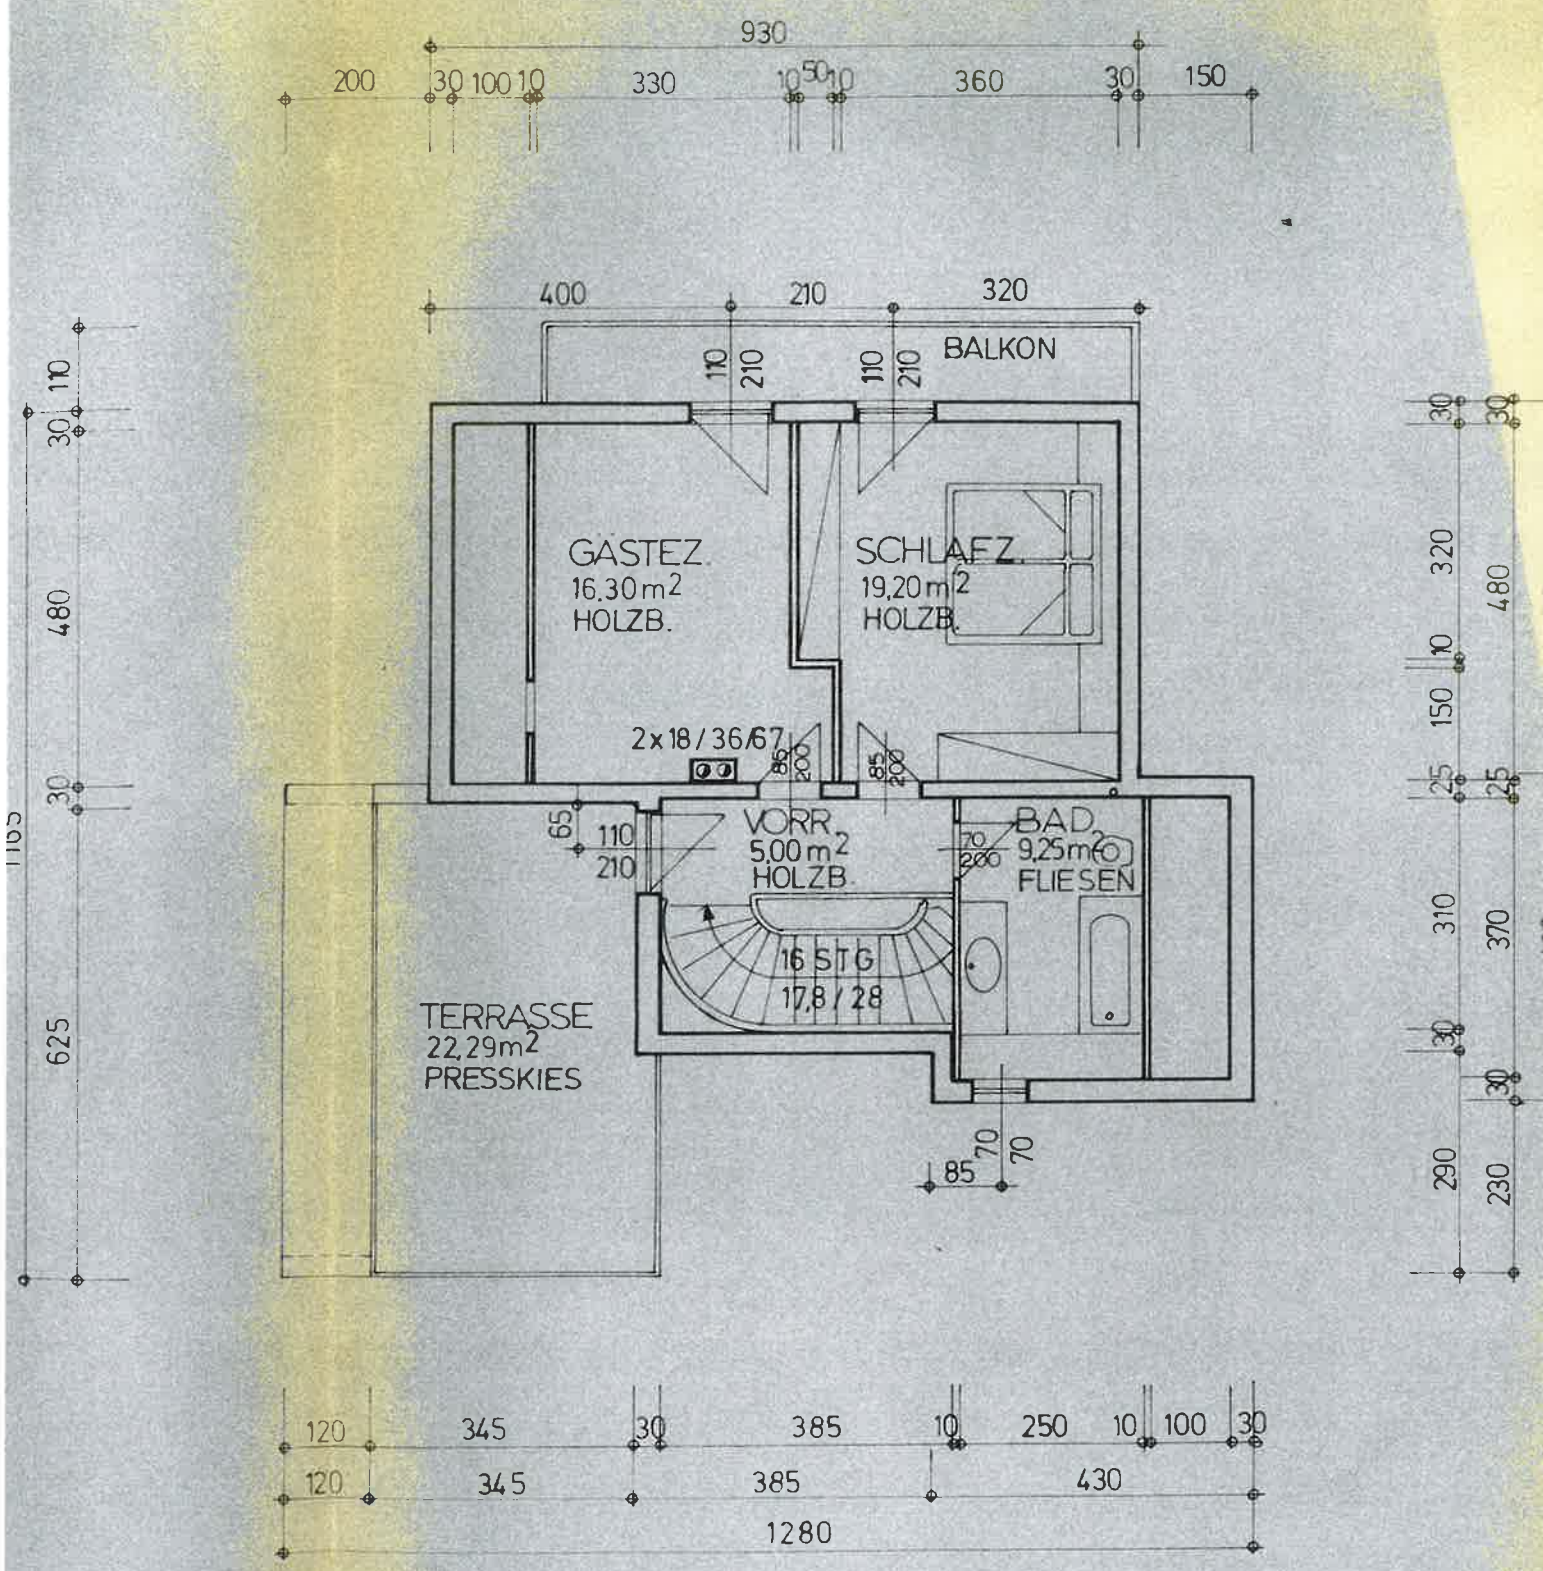 930
200 30 100 10 330 10 50 10 360 30 150
400 210 320
BALKON
110 210 110 210
110
30
480
30
625
30 30
320
480
10
150
25 25
310
370
30
30
290
230
GÄSTEZ.
16.30 m²
HOLZB.
SCHLAFZ.
19,20 m²
HOLZB.
2 x 18 / 36/67
85
200
85
200
65
110
210
VORR.
5.00 m²
HOLZB.
70
200
BAD
9,25 m²
FLIESEN
16 STG
17,8 / 28
TERRASSE
22,29 m²
PRESSKIES
70
70
85
120 345 30 385 10 250 10 100 30
120 345 385 430
1280